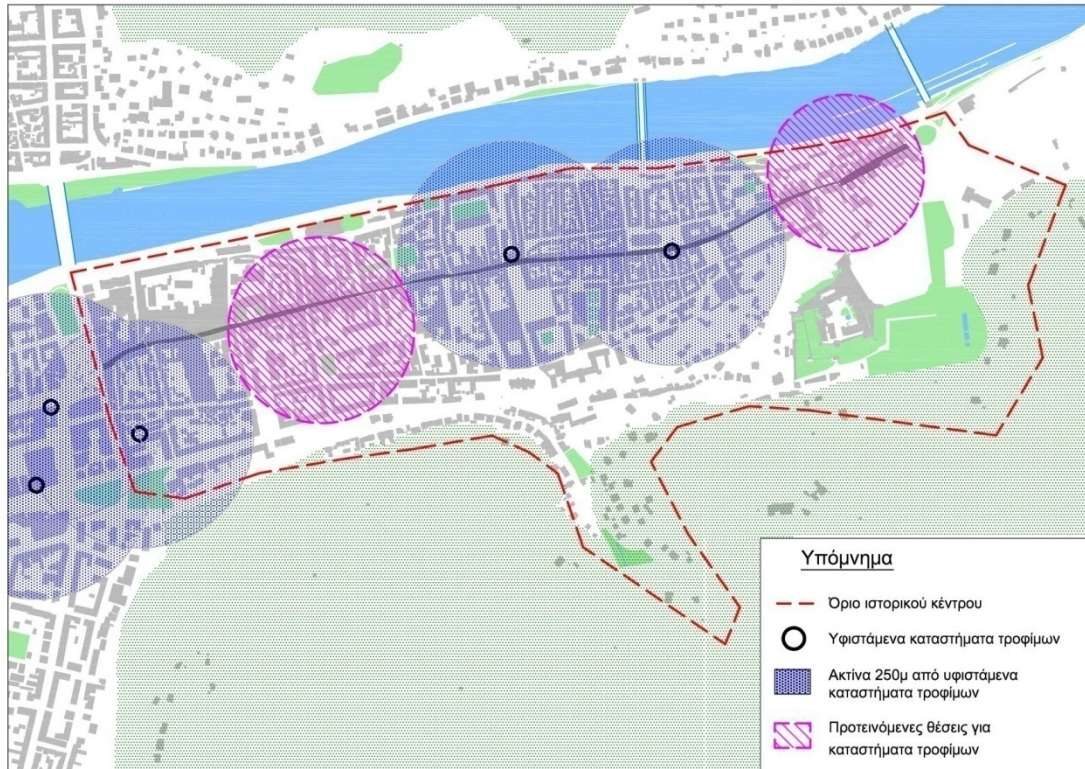 Υπόμνημα
Όριο ιστορικού κέντρου
Υφιστάμενα καταστήματα τροφίμων
Ακτίνα 250μ από υφιστάμενα
καταστήματα τροφίμων
Προτεινόμενες θέσεις για
καταστήματα τροφίμων